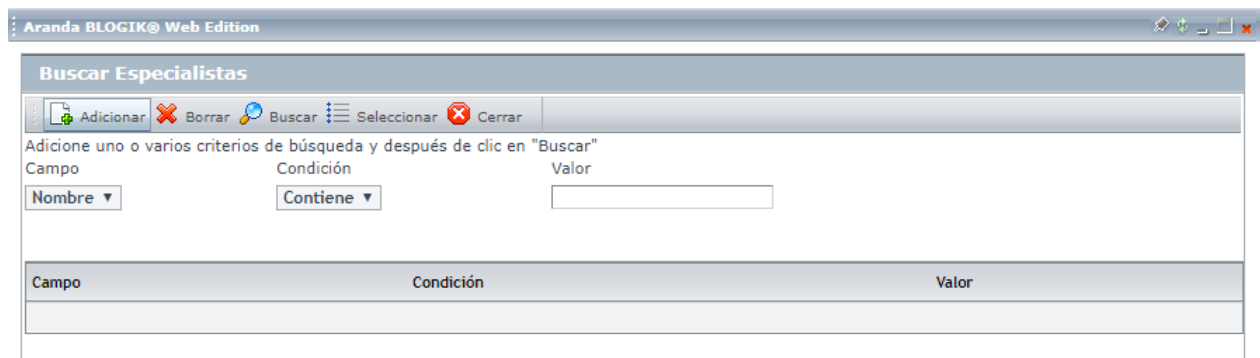 Aranda BLOGIK® Web Edition
Buscar Especialistas
Adicionar Borrar Buscar Seleccionar Cerrar
Adicione uno o varios criterios de búsqueda y después de clic en "Buscar"
Campo Condición Valor
Nombre ▼ Contiene ▼
Campo Condición Valor